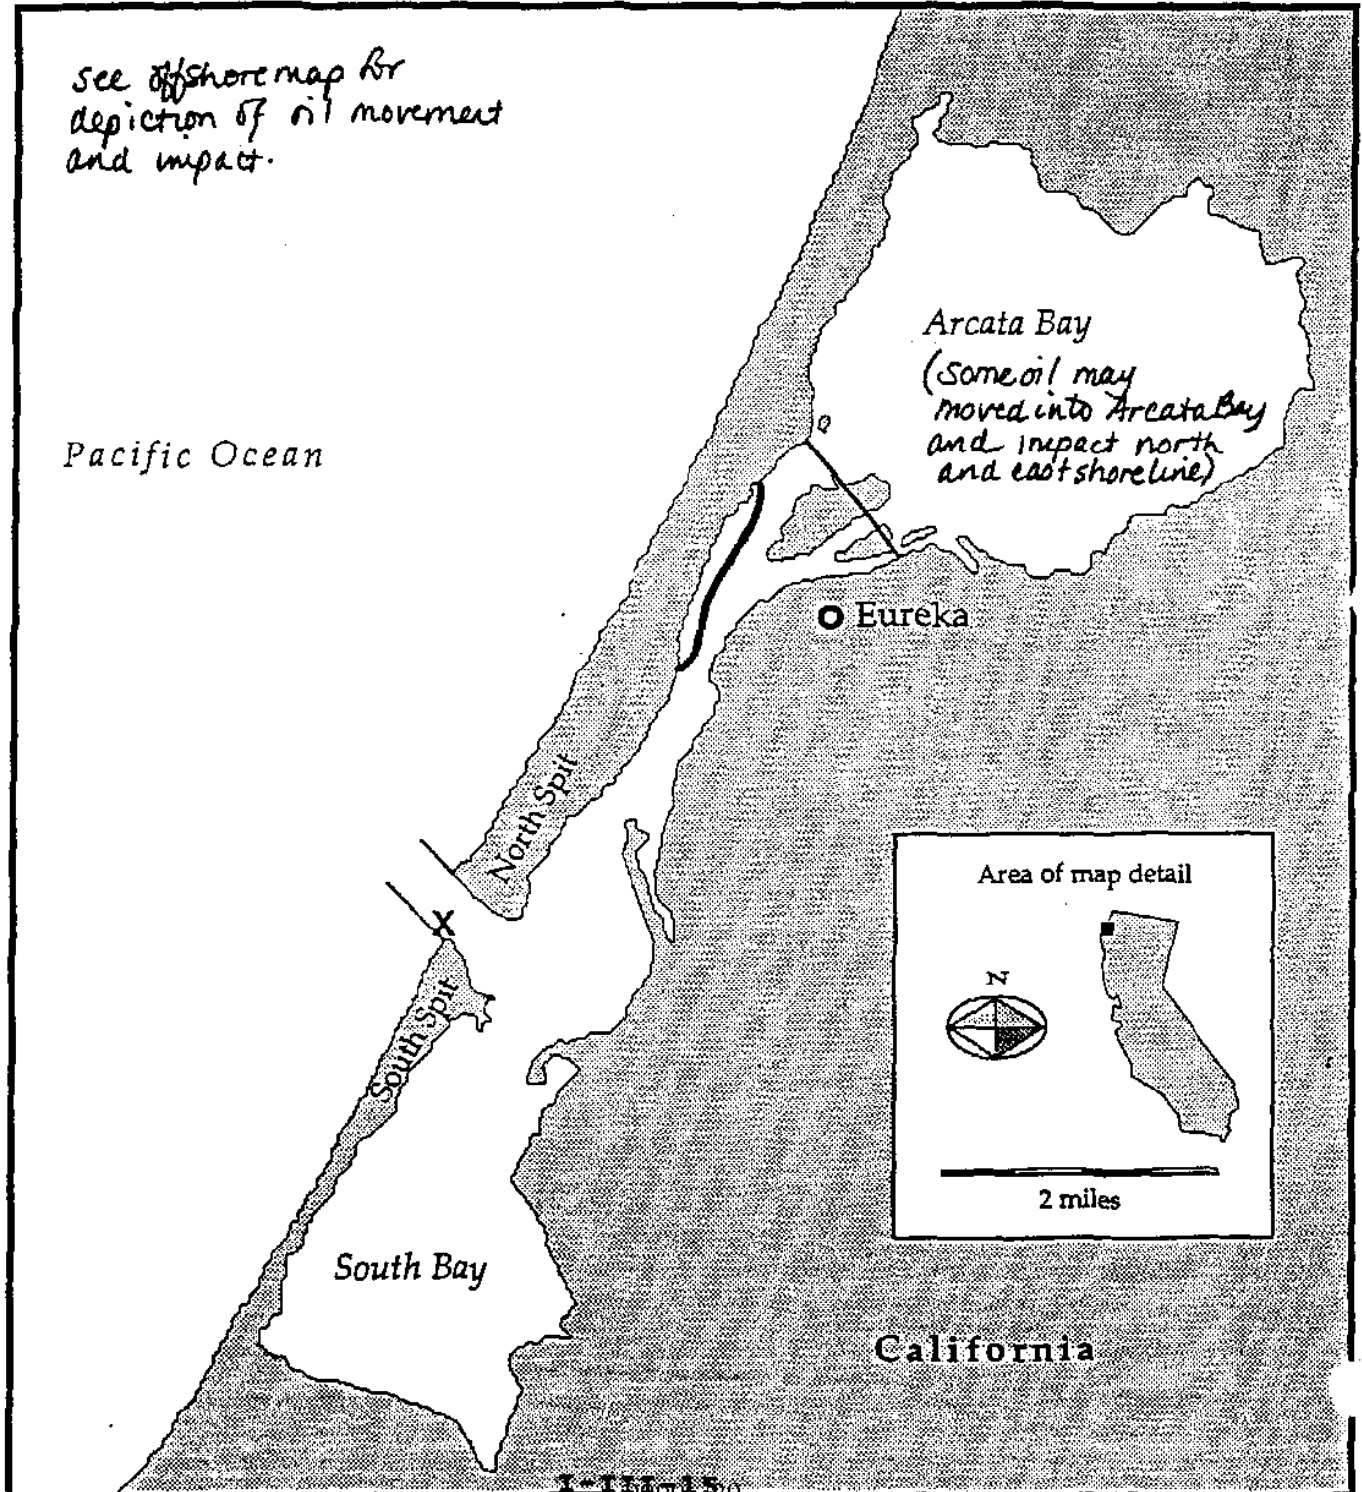 see offshore map for
depiction of oil movement
and impact.
Arcata Bay
(Some oil may
moved into Arcata Bay
and impact north
and east shoreline)
Pacific Ocean
Eureka
North Spit
X
South Spit
Area of map detail
N
2 miles
South Bay
California
I-III-15